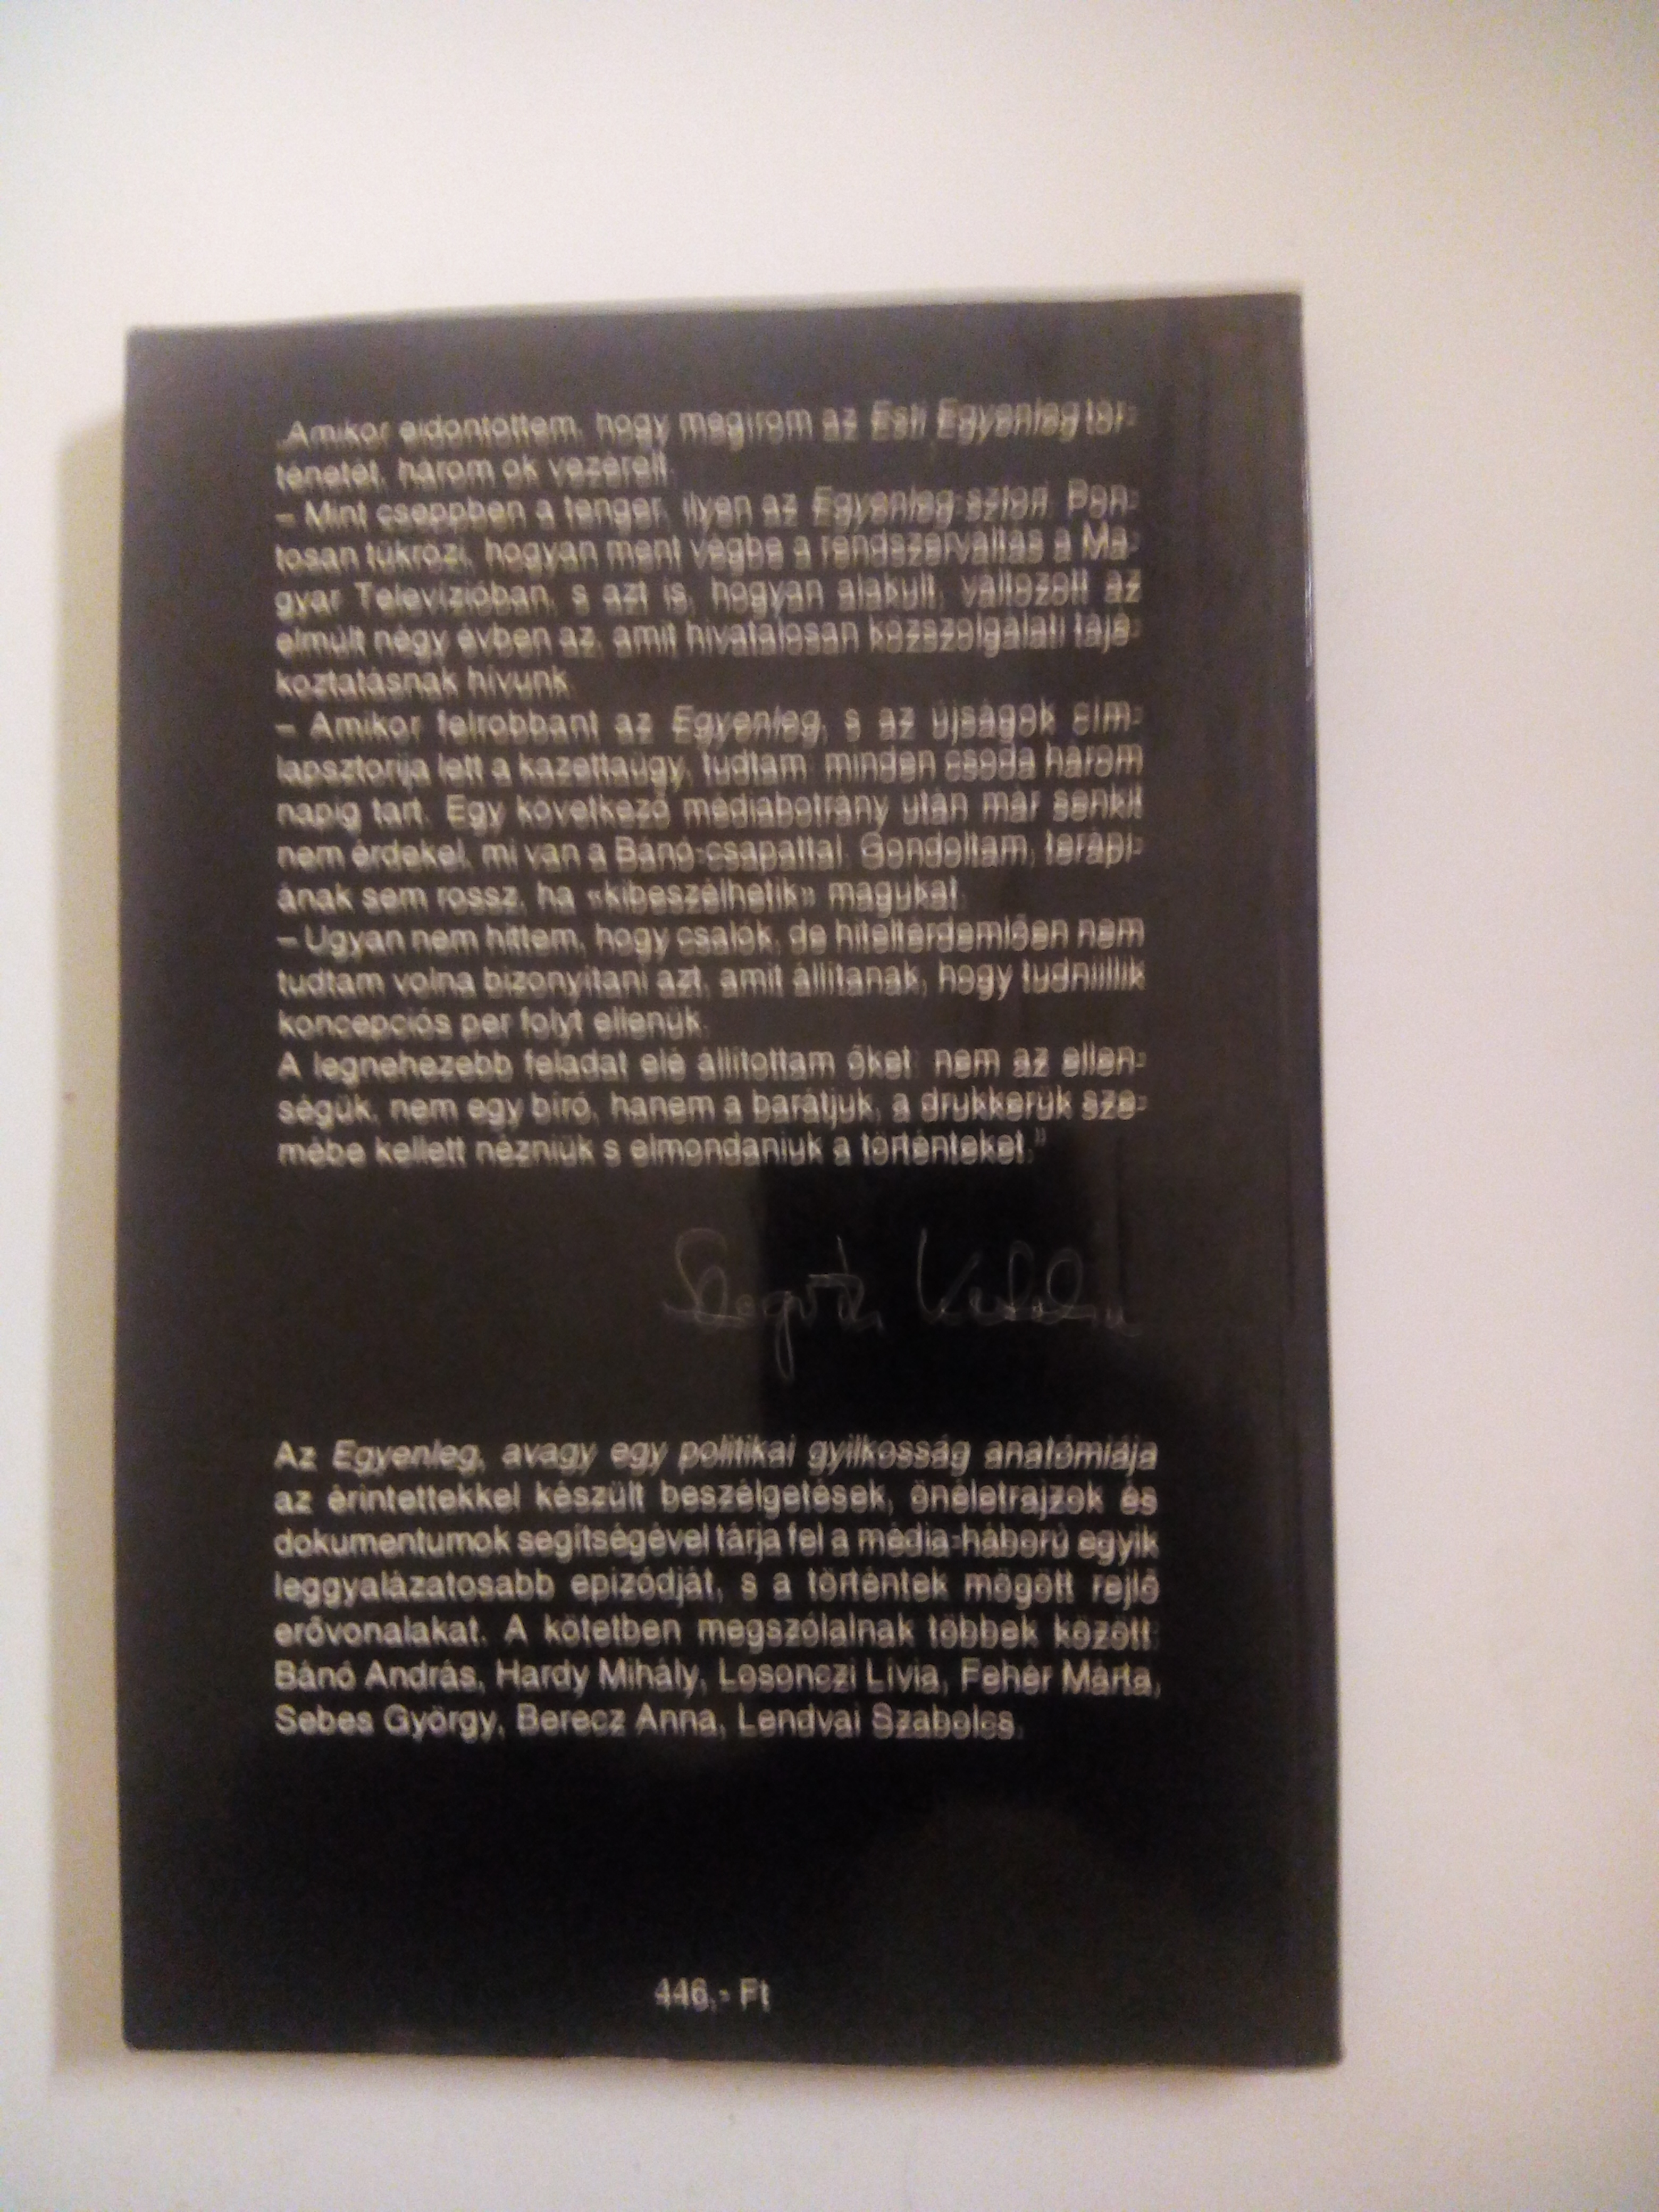 „Amikor eldöntöttem, hogy megírom az Esti Egyenleg tör-
ténetét, három ok vezérelt.
– Mint cseppben a tenger, ilyen az Egyenleg-sztori. Pon-
tosan tükrözi, hogyan ment végbe a rendszerváltás a Ma-
gyar Televízióban, s azt is, hogyan alakult, változott az
elmúlt négy évben az, amit hivatalosan közszolgálati tájé-
koztatásnak hívunk.
– Amikor felrobbant az Egyenleg, s az újságok cím-
lapsztorija lett a kazettaügy, tudtam: minden csoda három
napig tart. Egy következő médiabotrány után már senkit
nem érdekel, mi van a Bánó-csapattal. Gondoltam, terápi-
ának sem rossz, ha «kibeszélhetik» magukat.
– Ugyan nem hittem, hogy csalók, de hitelt érdemlően nem
tudtam volna bizonyítani azt, amit állítanak, hogy tudniillik
koncepciós per folyt ellenük.
A legnehezebb feladat elé állítottam őket: nem az ellen-
ségük, nem egy bíró, hanem a barátjuk, a drukkerük sze-
mébe kellett nézniük s elmondaniuk a történteket."
Az Egyenleg, avagy egy politikai gyilkosság anatómiája
az érintettekkel készült beszélgetések, önéletrajzok és
dokumentumok segítségével tárja fel a média-háború egyik
leggyalázatosabb epizódját, s a történtek mögött rejlő
erővonalakat. A kötetben megszólalnak többek között:
Bánó András, Hardy Mihály, Losonczi Lívia, Fehér Márta,
Sebes György, Berecz Anna, Lendvai Szabolcs.
446,- Ft